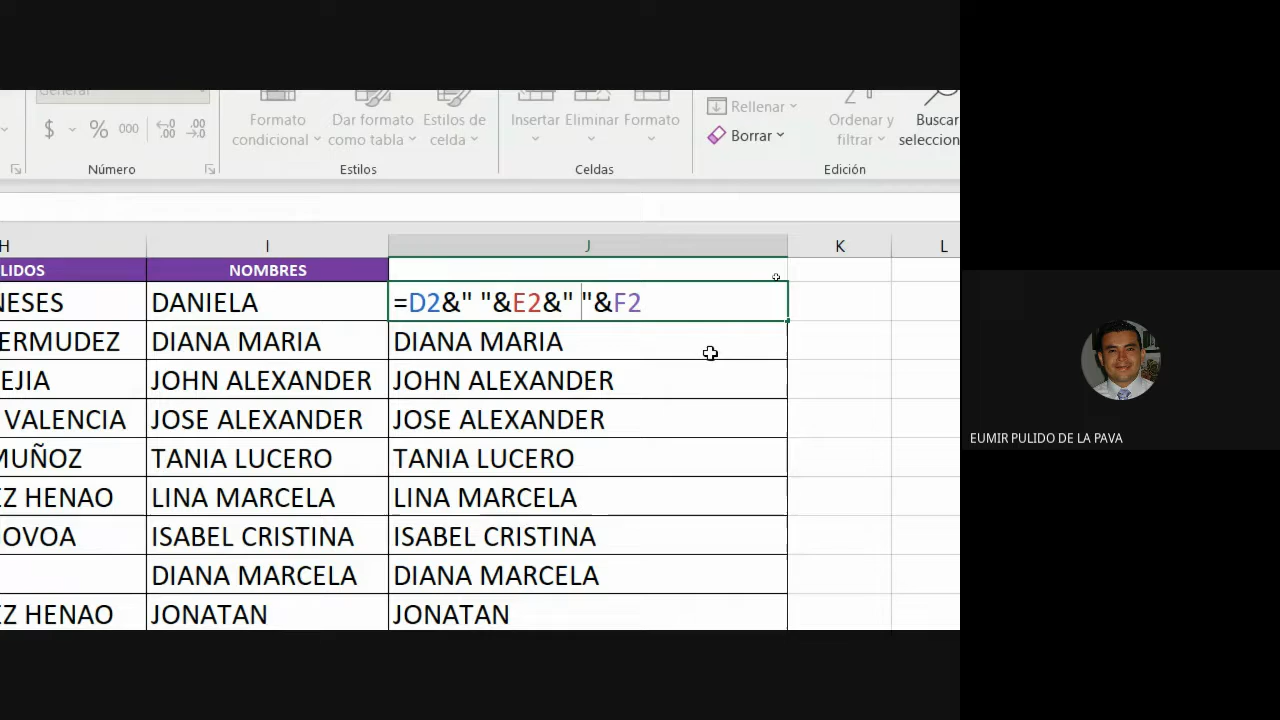 General
$ % 000 ,00
Formato condicional
Dar formato como tabla
Estilos de celda
Insertar Eliminar Formato
Rellenar
Borrar
Ordenar y filtrar
Buscar
seleccion
Número Estilos Celdas Edición
H I J K L
LIDOS NOMBRES
NESES DANIELA =D2&" "&E2&" "&F2
ERMUDEZ DIANA MARIA DIANA MARIA
EJIA JOHN ALEXANDER JOHN ALEXANDER
VALENCIA JOSE ALEXANDER JOSE ALEXANDER
MUÑOZ TANIA LUCERO TANIA LUCERO
EZ HENAO LINA MARCELA LINA MARCELA
OVOA ISABEL CRISTINA ISABEL CRISTINA
DIANA MARCELA DIANA MARCELA
EZ HENAO JONATAN JONATAN
EUMIR PULIDO DE LA PAVA